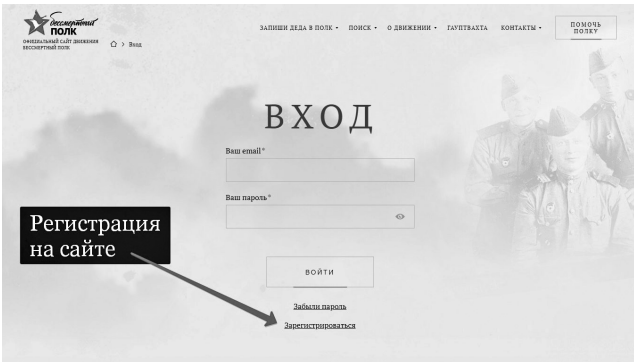 бессмертный
ПОЛК
ОФИЦИАЛЬНЫЙ САЙТ ДВИЖЕНИЯ
БЕССМЕРТНЫЙ ПОЛК
> Вход
ЗАПИШИ ДЕДА В ПОЛК ПОИСК О ДВИЖЕНИИ ГАУПТВАХТА КОНТАКТЫ
ПОМОЧЬ
ПОЛКУ
ВХОД
Ваш email*
Ваш пароль*
Регистрация
на сайте
ВОЙТИ
Забыли пароль
Зарегистрироваться